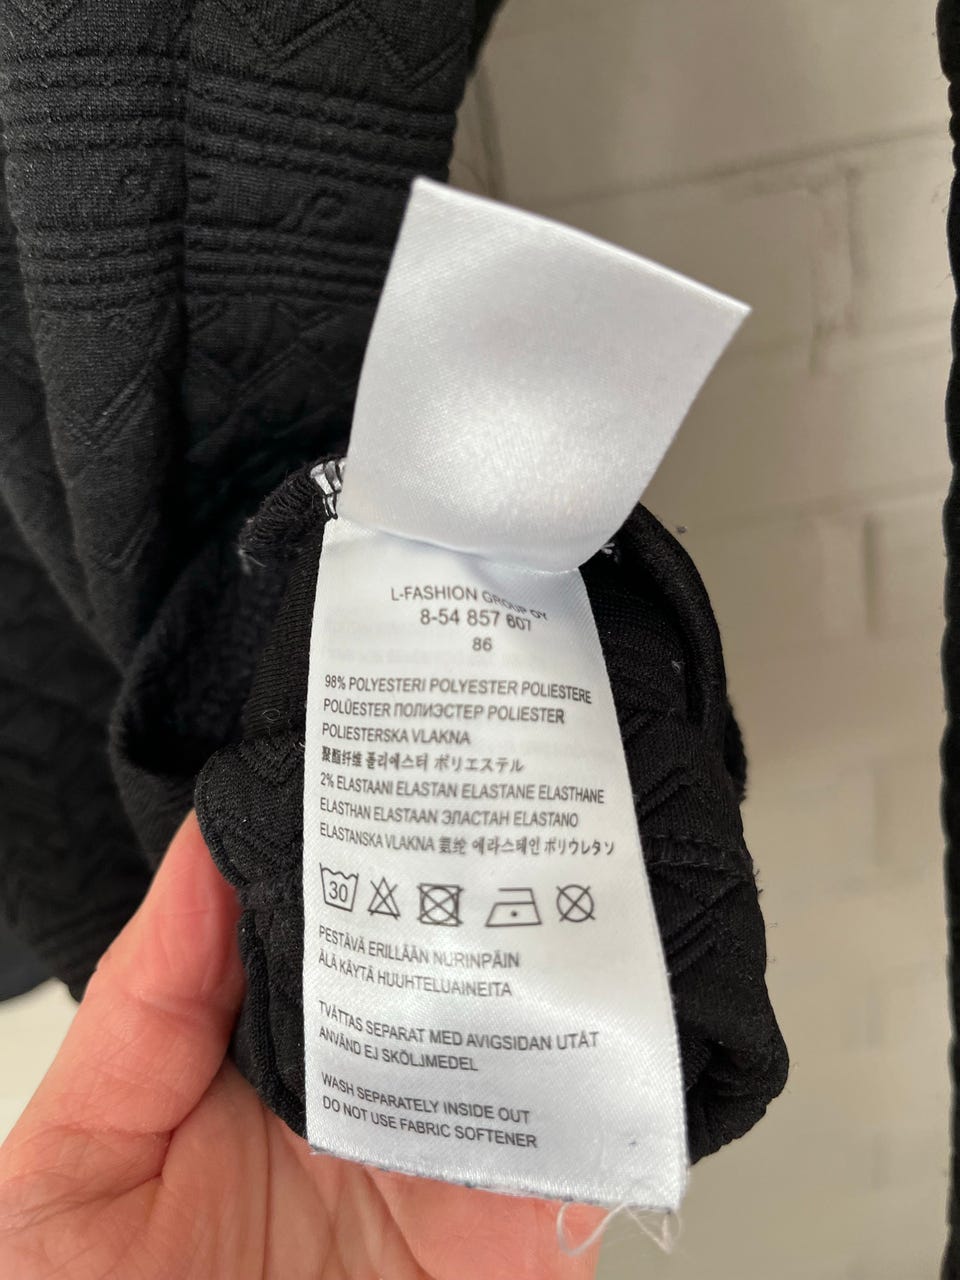 L-FASHION GROUP OY
8-54 857 607
86
98% POLYESTERI POLYESTER POLIESTERE
POLÜESTER ПОЛИЭСТЕР POLIESTER
POLIESTERSKA VLAKNA
聚酯纤维 폴리에스터 ポリエステル
2% ELASTAANI ELASTAN ELASTANE ELASTHANE
ELASTHAN ELASTAAN ЭЛАСТАН ELASTANO
ELASTANSKA VLAKNA 氨纶 에라스테인 ポリウレタン
30
PESTÄVÄ ERILLÄÄN NURINPÄIN
ÄLÄ KÄYTÄ HUUHTELUAINEITA
TVÄTTAS SEPARAT MED AVIGSIDAN UTÅT
ANVÄND EJ SKÖLJMEDEL
WASH SEPARATELY INSIDE OUT
DO NOT USE FABRIC SOFTENER